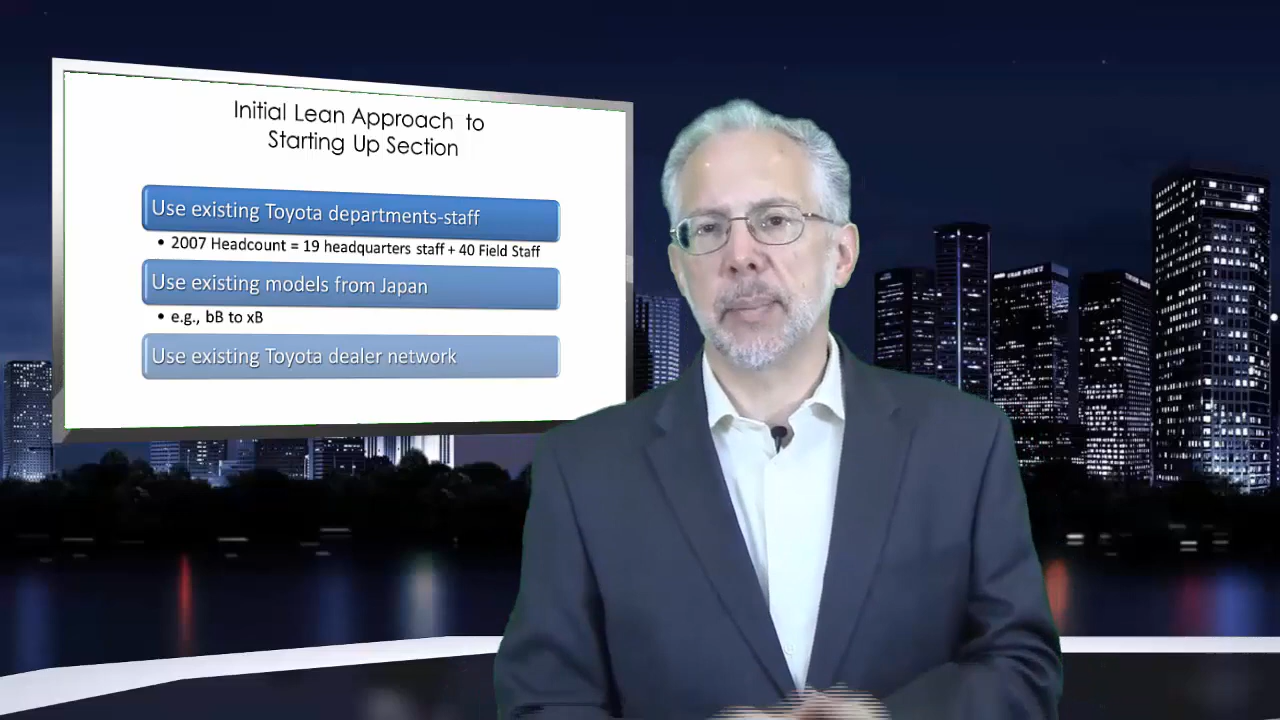 Initial Lean Approach to
Starting Up Section
Use existing Toyota departments-staff
• 2007 Headcount = 19 headquarters staff + 40 Field Staff
Use existing models from Japan
• e.g., bB to xB
Use existing Toyota dealer network